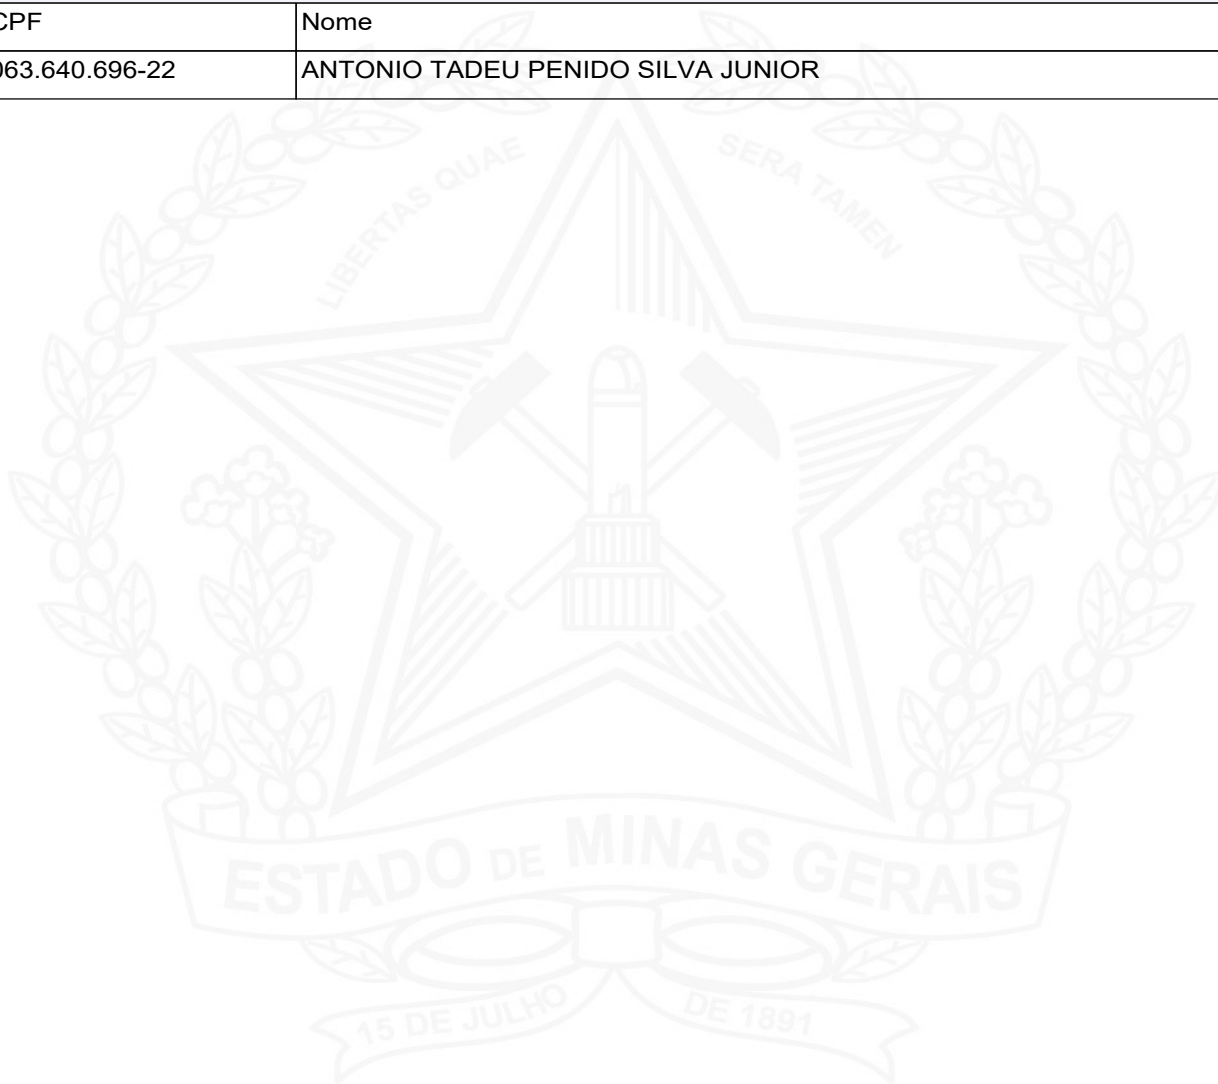 CPF Nome
063.640.696-22 ANTONIO TADEU PENIDO SILVA JUNIOR
LIBERTAS QUAE SERA TAMEN
ESTADO DE MINAS GERAIS
15 DE JULHO DE 1891